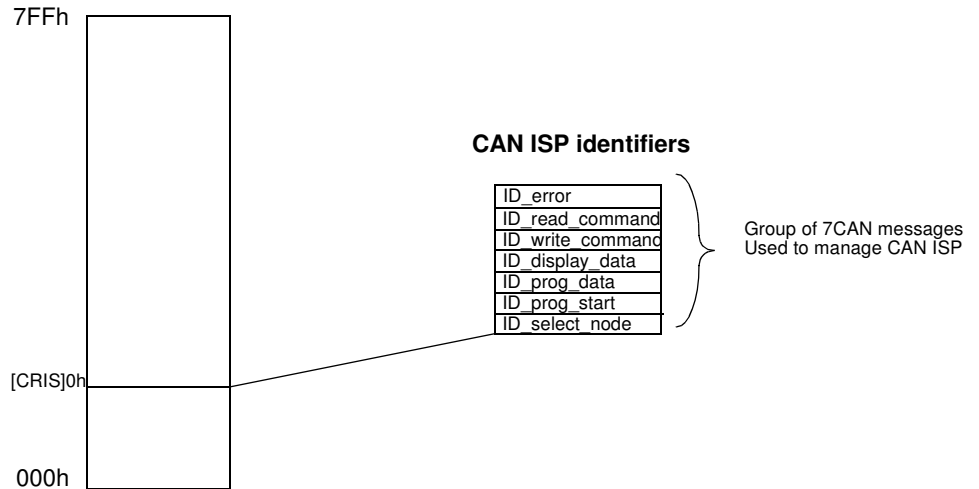 7FFh
CAN ISP identifiers
ID_error
ID_read_command
ID_write_command
ID_display_data
ID_prog_data
ID_prog_start
ID_select_node
Group of 7CAN messages
Used to manage CAN ISP
[CRIS]0h
000h